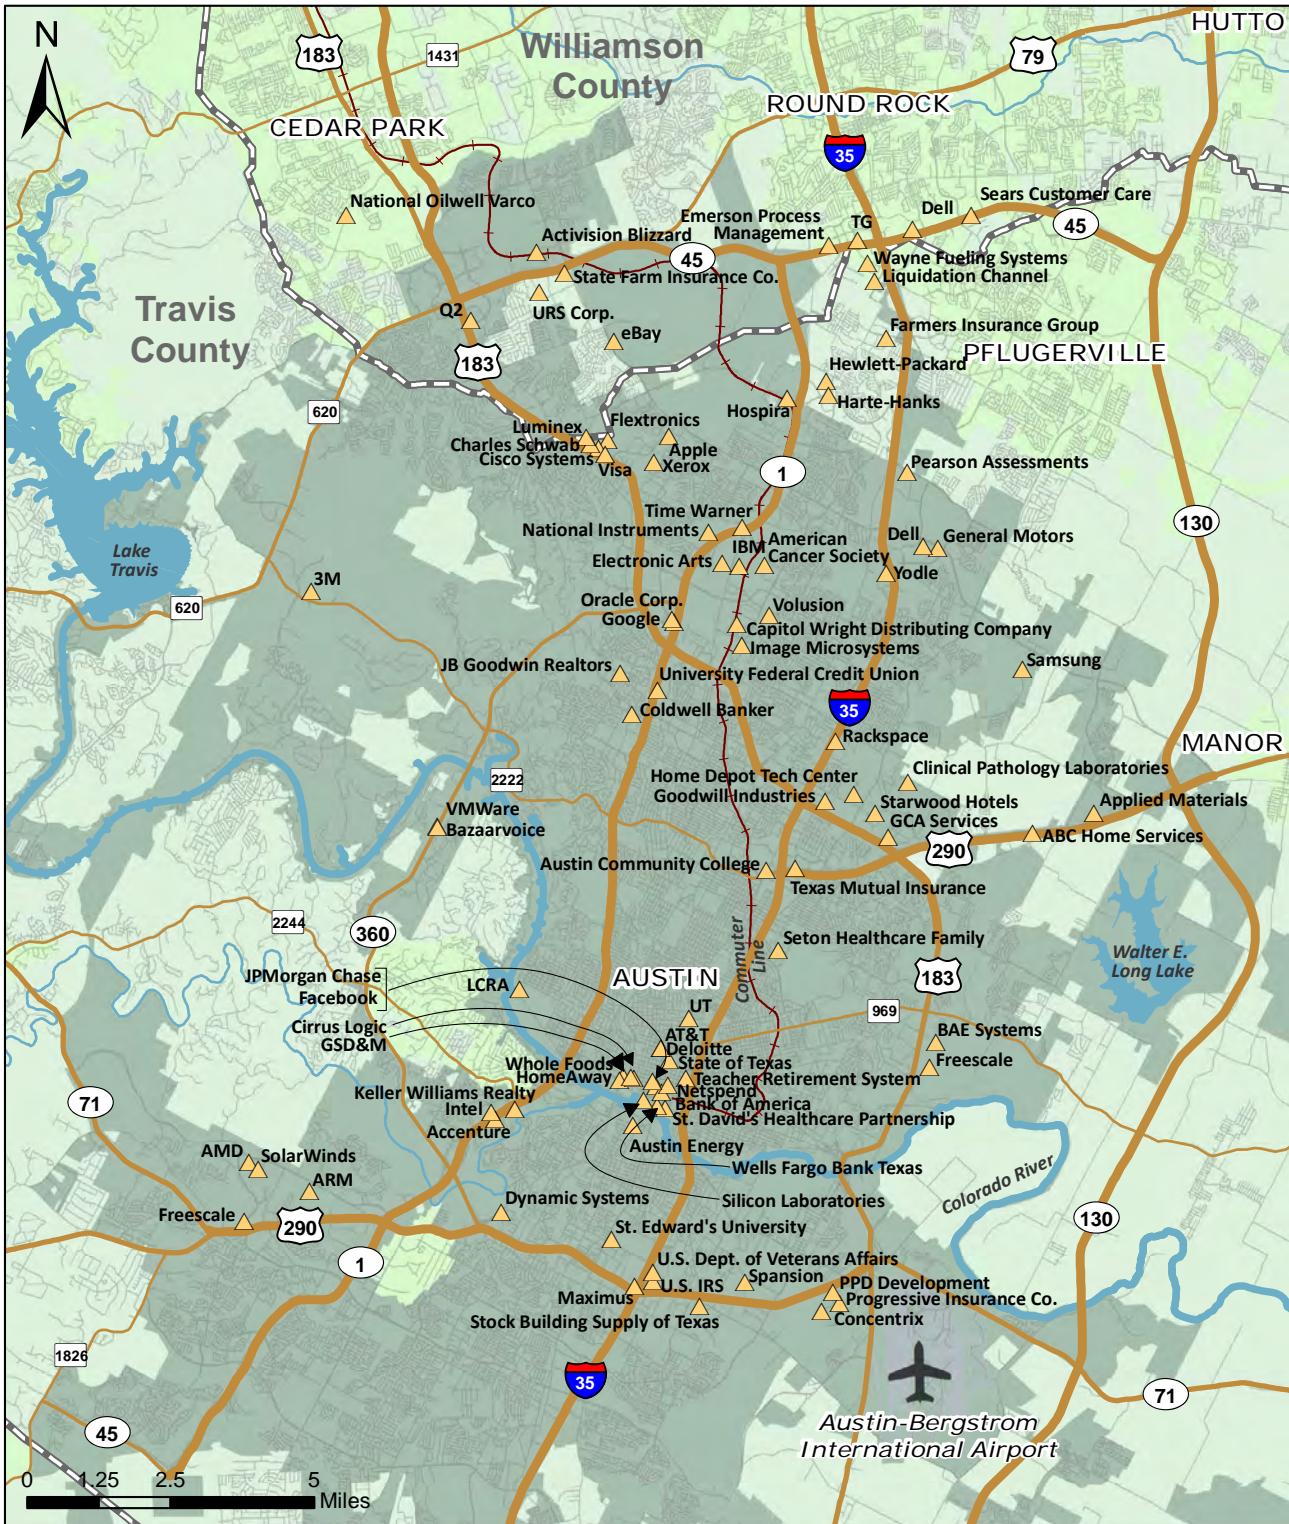 HUTTO
N
183
1431
Williamson
County
79
ROUND ROCK
CEDAR PARK
35
National Oilwell Varco
Sears Customer Care
Dell
Emerson Process
Management
TG
45
Activision Blizzard
45
Wayne Fueling Systems
State Farm Insurance Co.
Liquidation Channel
Travis
County
Q2
URS Corp.
eBay
Farmers Insurance Group
PFLUGERVILLE
183
Hewlett-Packard
Harte-Hanks
Hospira
620
Flextronics
Luminex
Charles Schwab
Apple
Cisco Systems
Visa
Xerox
Pearson Assessments
1
Time Warner
National Instruments
130
American
Cancer Society
IBM
Dell
General Motors
Lake
Travis
Electronic Arts
Yodle
3M
620
Oracle Corp.
Google
Volusion
Capitol Wright Distributing Company
Image Microsystems
JB Goodwin Realtors
Samsung
University Federal Credit Union
Coldwell Banker
35
Rackspace
MANOR
2222
Home Depot Tech Center
Clinical Pathology Laboratories
Goodwill Industries
VMWare
Bazaarvoice
Starwood Hotels
Applied Materials
GCA Services
290
ABC Home Services
Austin Community College
Texas Mutual Insurance
2244
360
Commuter
Line
Seton Healthcare Family
Walter E.
Long Lake
JPMorgan Chase
Facebook
AUSTIN
LCRA
183
UT
969
Cirrus Logic
GSD&M
AT&T
Deloitte
BAE Systems
Whole Foods
State of Texas
Freescale
HomeAway
Teacher Retirement System
Keller Williams Realty
Netspend
71
Intel
Bank of America
Accenture
St. David's Healthcare Partnership
AMD
SolarWinds
Austin Energy
Wells Fargo Bank Texas
ARM
Colorado River
Dynamic Systems
Silicon Laboratories
Freescale
290
St. Edward's University
130
1
U.S. Dept. of Veterans Affairs
Spansion
PPD Development
Maximus
U.S. IRS
Progressive Insurance Co.
Stock Building Supply of Texas
Concentrix
1826
35
71
Austin-Bergstrom
International Airport
45
0 1.25 2.5 5
Miles